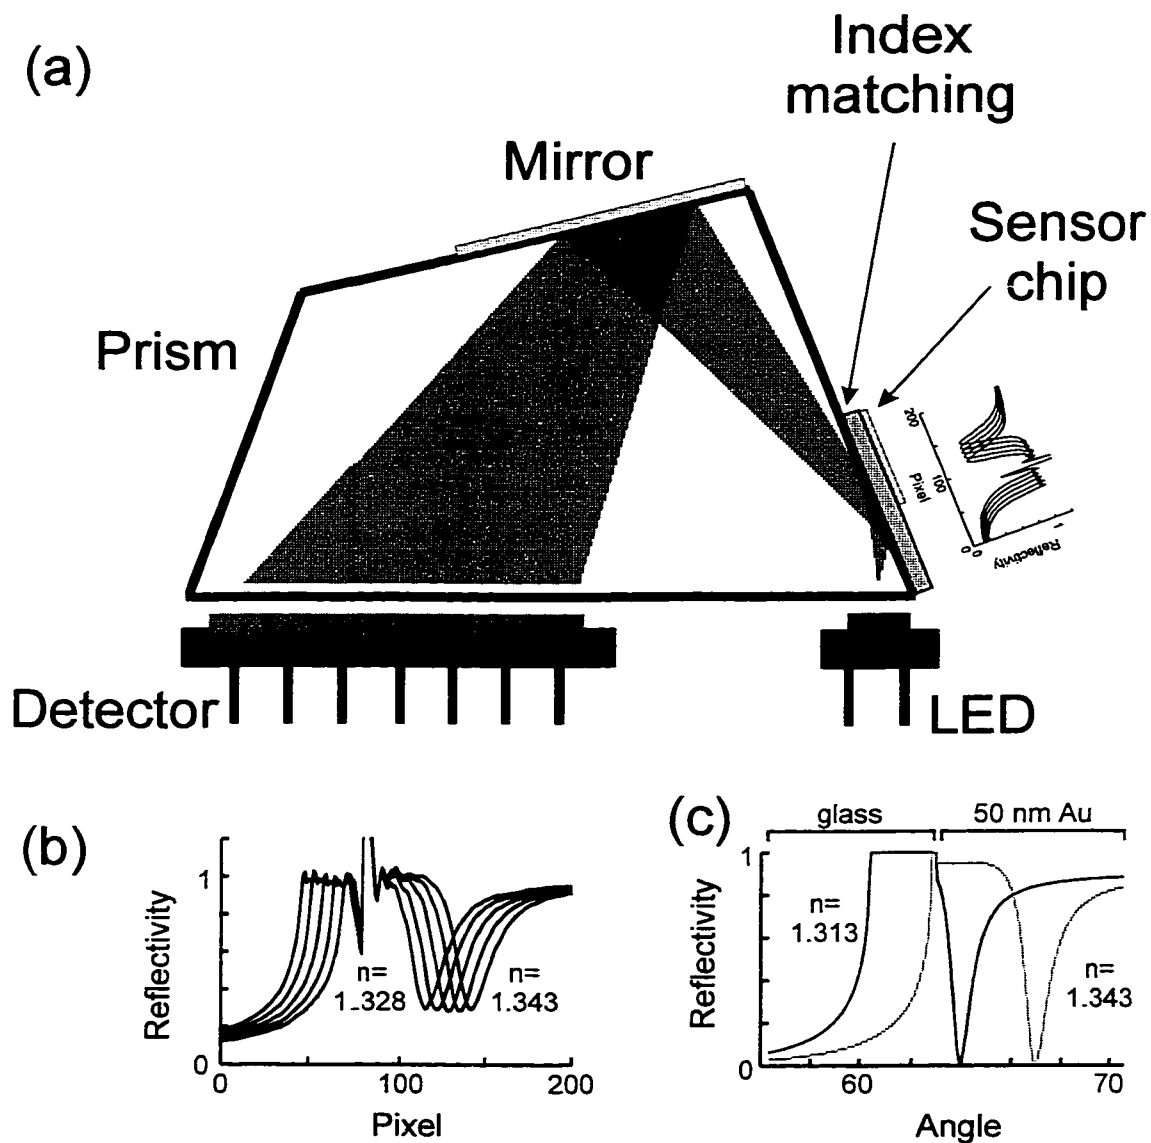 (a)
Index
matching
Mirror
Sensor
chip
Prism
200
100
0
Pixel
0
1
Reflectivity
Detector
LED
(b)
Reflectivity
1
0
n=
1.328
n=
1.343
0
100
200
Pixel
(c)
glass
50 nm Au
Reflectivity
1
0
n=
1.313
n=
1.343
60
70
Angle